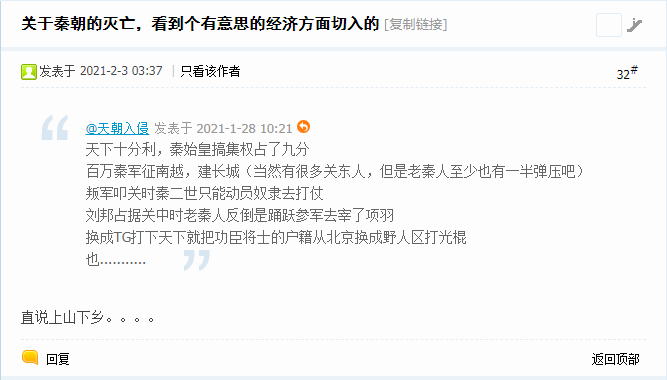 关于秦朝的灭亡，看到个有意思的经济方面切入的 [复制链接]
发表于 2021-2-3 03:37 | 只看该作者
32#
@天朝入侵 发表于 2021-1-28 10:21
天下十分利，秦始皇搞集权占了九分
百万秦军征南越，建长城（当然有很多关东人，但是老秦人至少也有一半弹压吧）
叛军叩关时秦二世只能动员奴隶去打仗
刘邦占据关中时老秦人反倒是踊跃参军去宰了项羽
换成TG打下天下就把功臣将士的户籍从北京换成野人区打光棍
也...........
直说上山下乡。。。。
回复
返回顶部